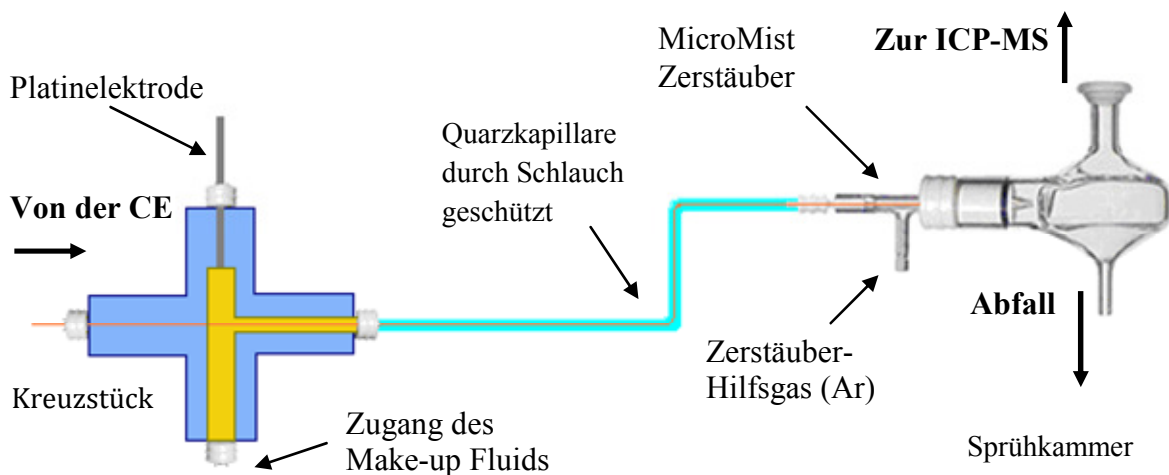 Platinelektrode
Von der CE
Kreuzstück
Zugang des
Make-up Fluids
Quarzkapillare
durch Schlauch
geschützt
MicroMist
Zerstäuber
Zur ICP-MS
Zerstäuber-
Hilfsgas (Ar)
Abfall
Sprühkammer